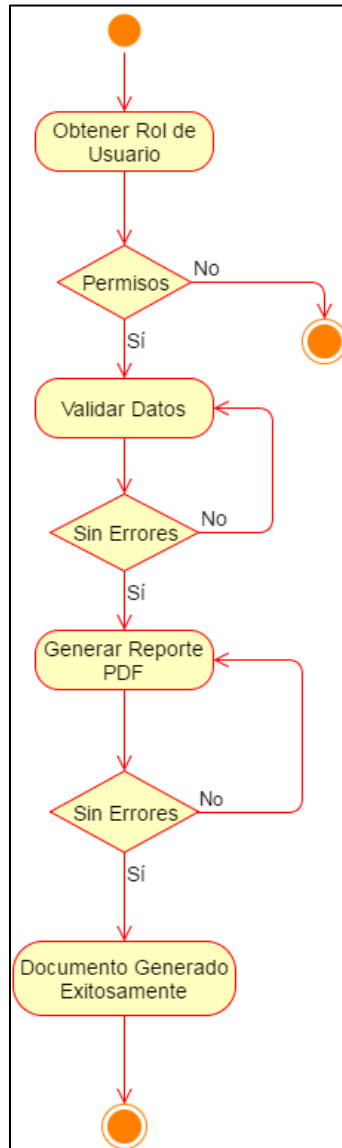 Obtener Rol de
Usuario
Permisos
No
Sí
Validar Datos
Sin Errores
No
Sí
Generar Reporte
PDF
Sin Errores
No
Sí
Documento Generado
Exitosamente